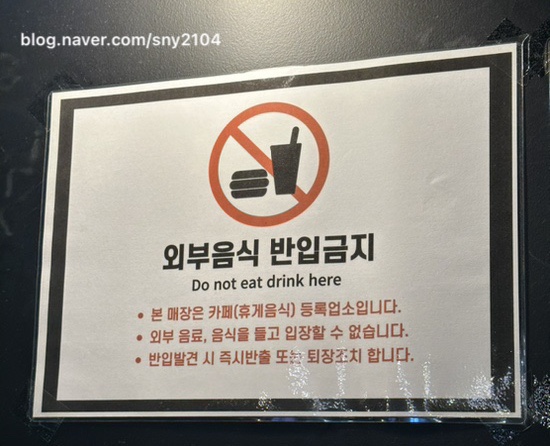 blog.naver.com/sny2104
외부음식 반입금지
Do not eat drink here
• 본 매장은 카페(휴게음식) 등록업소입니다.
• 외부 음료, 음식을 들고 입장할 수 없습니다.
• 반입발견 시 즉시반출 또는 퇴장조치 합니다.